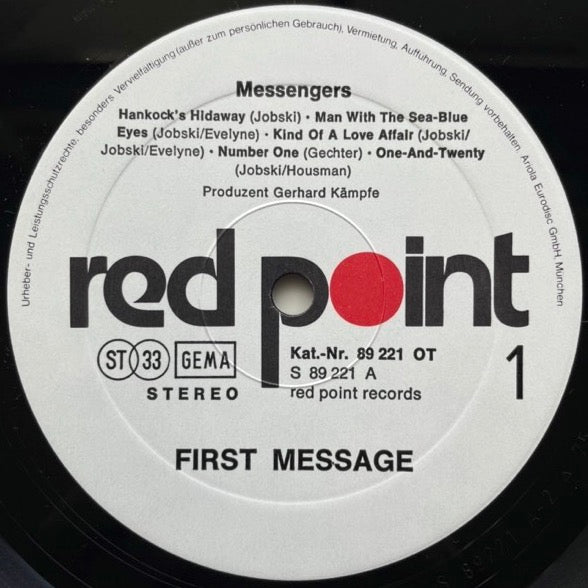 Urheber- und Leistungsschutzrechte, besonders Vervielfältigung (außer zum persönlichen Gebrauch), Vermietung, Aufführung, Sendung vorbehalten. Ariola Eurodisc GmbH, München
Messengers
Hankock's Hidaway (Jobski) • Man With The Sea-Blue
Eyes (Jobski/Evelyne) • Kind Of A Love Affair (Jobski/
Jobski/Evelyne) • Number One (Gechter) • One-And-Twenty
(Jobski/Housman)
Produzent Gerhard Kämpfe
red point
ST 33 GEMA
STEREO
Kat.-Nr. 89 221 OT
S 89 221 A
red point records
1
FIRST MESSAGE